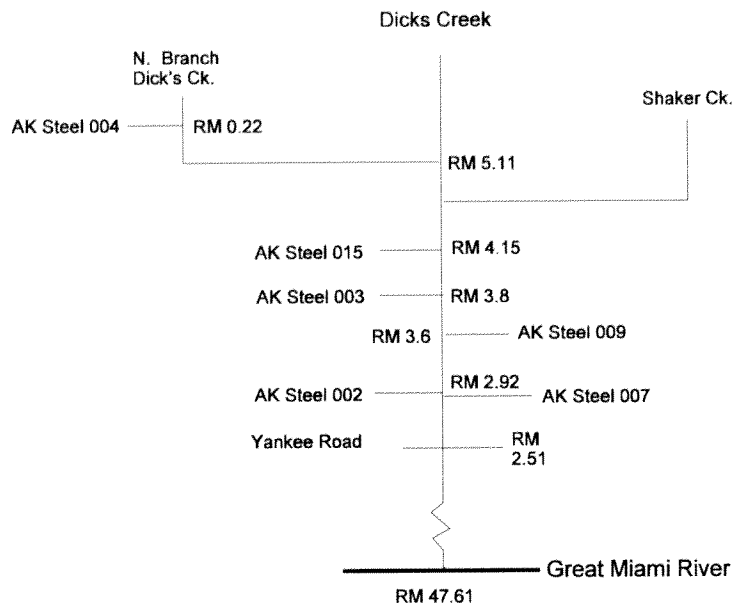 Dicks Creek
N. Branch
Dick's Ck.
Shaker Ck.
AK Steel 004
RM 0.22
RM 5.11
AK Steel 015
RM 4.15
AK Steel 003
RM 3.8
RM 3.6
AK Steel 009
AK Steel 002
RM 2.92
AK Steel 007
Yankee Road
RM
2.51
Great Miami River
RM 47.61